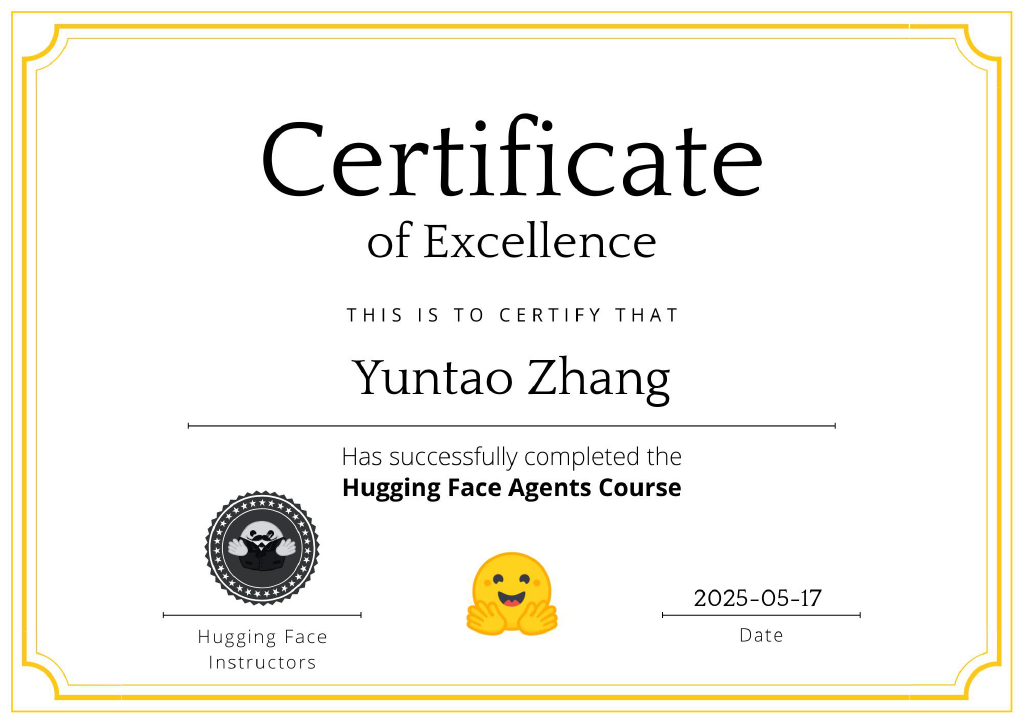 Certificate
of Excellence
THIS IS TO CERTIFY THAT
Yuntao Zhang
Has successfully completed the
Hugging Face Agents Course
2025-05-17
Hugging Face
Instructors
Date